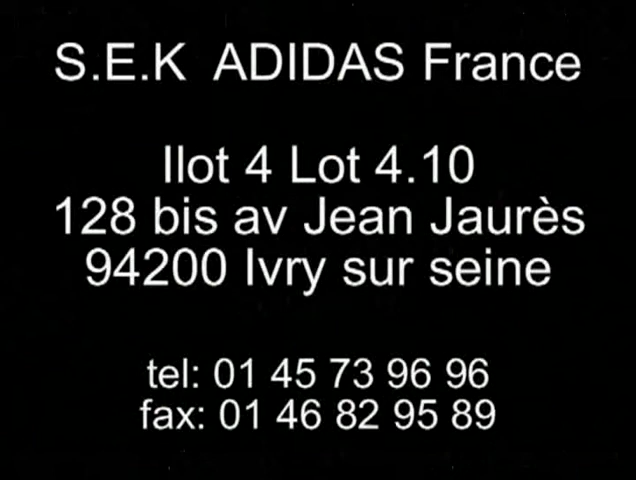 S.E.K ADIDAS France
Ilot 4 Lot 4.10
128 bis av Jean Jaurès
94200 Ivry sur seine
tel: 01 45 73 96 96
fax: 01 46 82 95 89